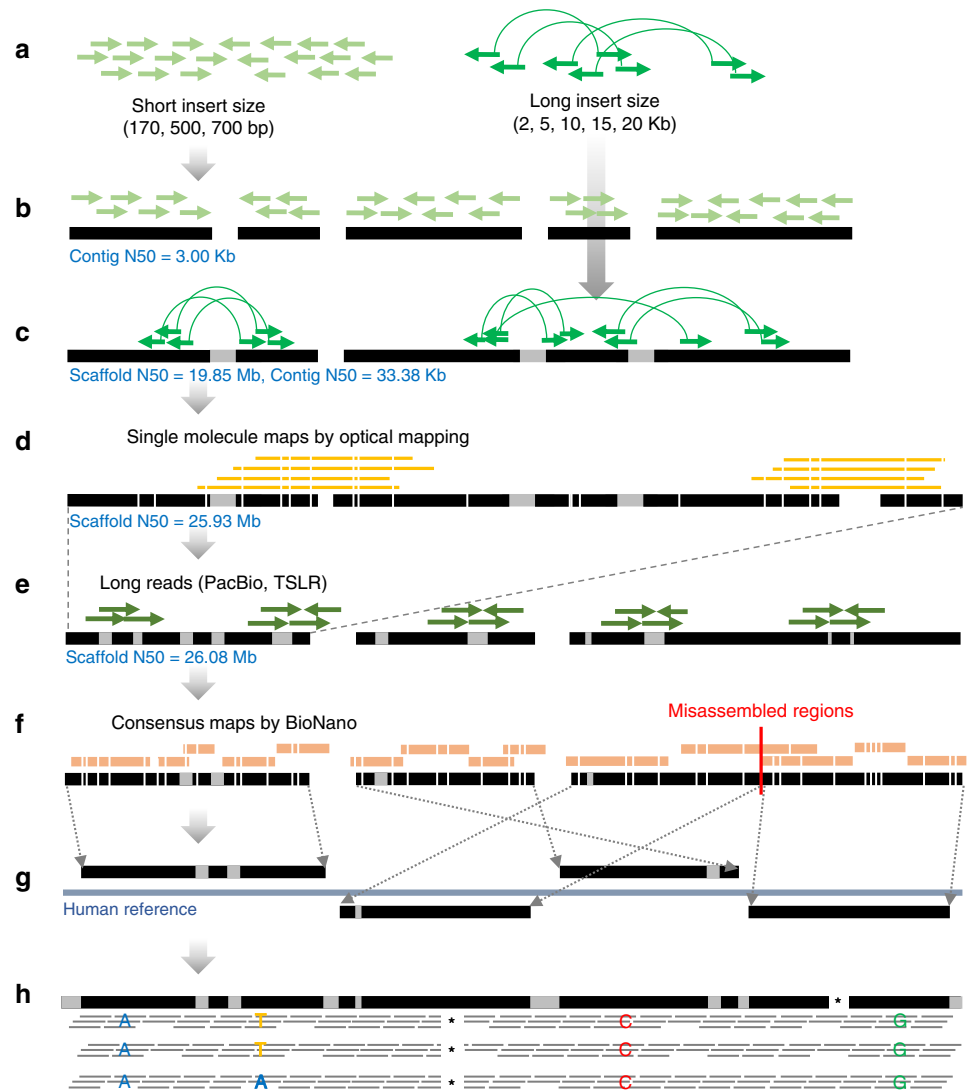 a
Short insert size
(170, 500, 700 bp)
Long insert size
(2, 5, 10, 15, 20 Kb)
b
Contig N50 = 3.00 Kb
c
Scaffold N50 = 19.85 Mb, Contig N50 = 33.38 Kb
d
Single molecule maps by optical mapping
Scaffold N50 = 25.93 Mb
e
Long reads (PacBio, TSLR)
Scaffold N50 = 26.08 Mb
f
Consensus maps by BioNano
Misassembled regions
g
Human reference
h
*
A T * C G
A T * C G
A A * C G